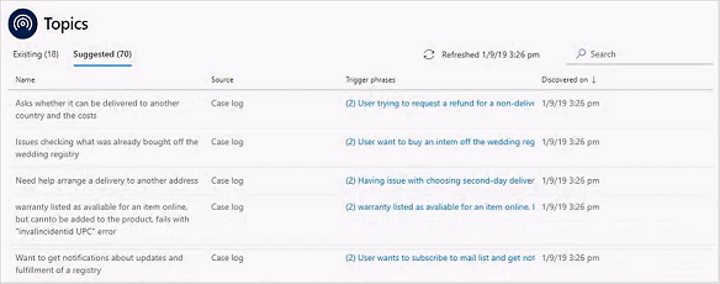 Topics
Existing (18) Suggested (70) Refreshed 1/9/19 3:26 pm Search
Name Source Trigger phrases Discovered on ↓
Asks whether it can be delivered to another Case log (2) User trying to request a refund for a non-delive 1/9/19 3:26 pm
country and the costs
Issues checking what was already bought off the Case log (2) User want to buy an intem off the wedding reg 1/9/19 3:26 pm
wedding registry
Need help arrange a delivery to another address Case log (2) Having issue with choosing second-day deliver 1/9/19 3:26 pm
warranty listed as avaliable for an item online, Case log (2) warranty listed as avaliable for an item online, 1/9/19 3:26 pm
but cannto be added to the product, fails with
"invalincidentid UPC" error
Want to get notifications about updates and Case log (2) User wants to subscribe to mail list and get not 1/9/19 3:26 pm
fulfillment of a registry